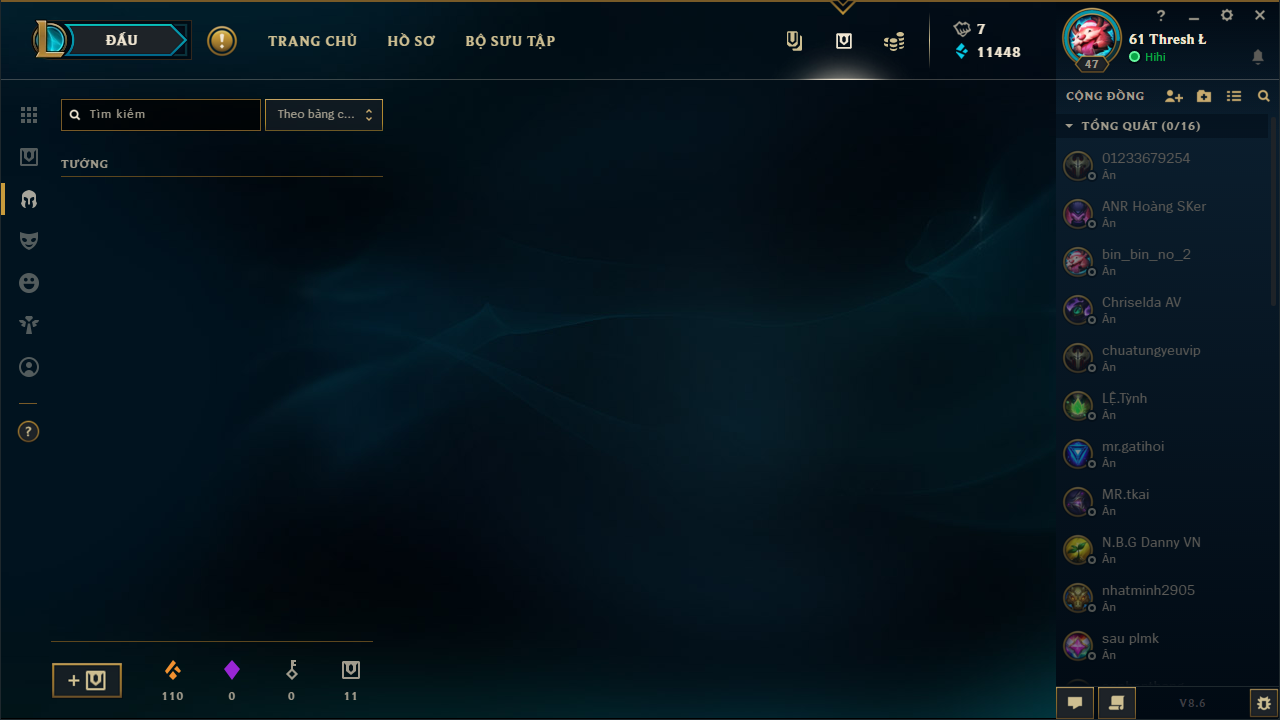 ĐẤU
!
TRANG CHỦ
HỒ SƠ
BỘ SƯU TẬP
7
11448
?
47
61 Thresh Ł
Hihi
Tìm kiếm
Theo bảng c...
TƯỚNG
?
110
0
0
11
CỘNG ĐỒNG
TỔNG QUÁT (0/16)
01233679254
Ẩn
ANR Hoàng SKer
Ẩn
bin_bin_no_2
Ẩn
Chriselda AV
Ẩn
chuatungyeuvip
Ẩn
LỆ.Tỳnh
Ẩn
mr.gatihoi
Ẩn
MR.tkai
Ẩn
N.B.G Danny VN
Ẩn
nhatminh2905
Ẩn
sau plmk
Ẩn
V8.6